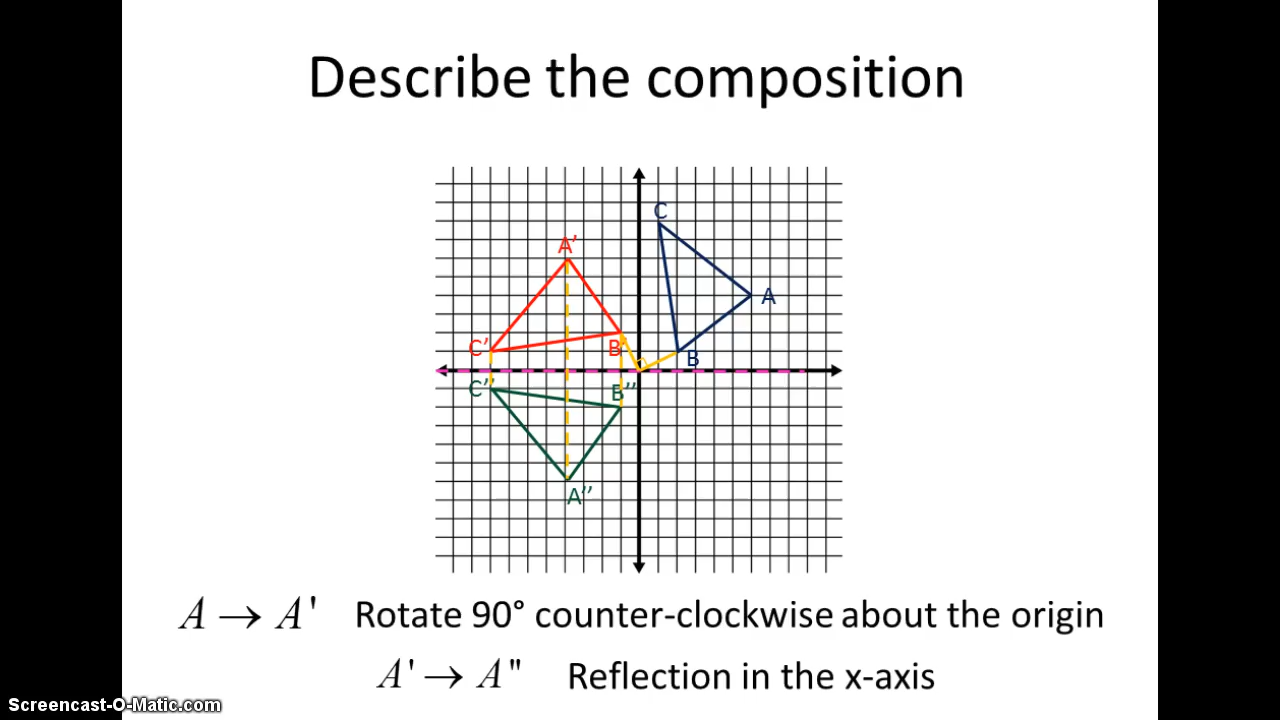 Describe the composition
C
A'
A
C' B' B
C'' B''
A''
A → A' Rotate 90° counter-clockwise about the origin
A' → A" Reflection in the x-axis
Screencast-O-Matic.com